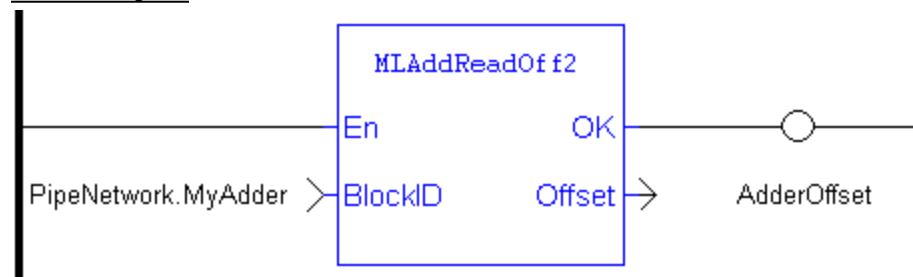 MLAddReadOff2
En OK
PipeNetwork.MyAdder BlockID Offset AdderOffset